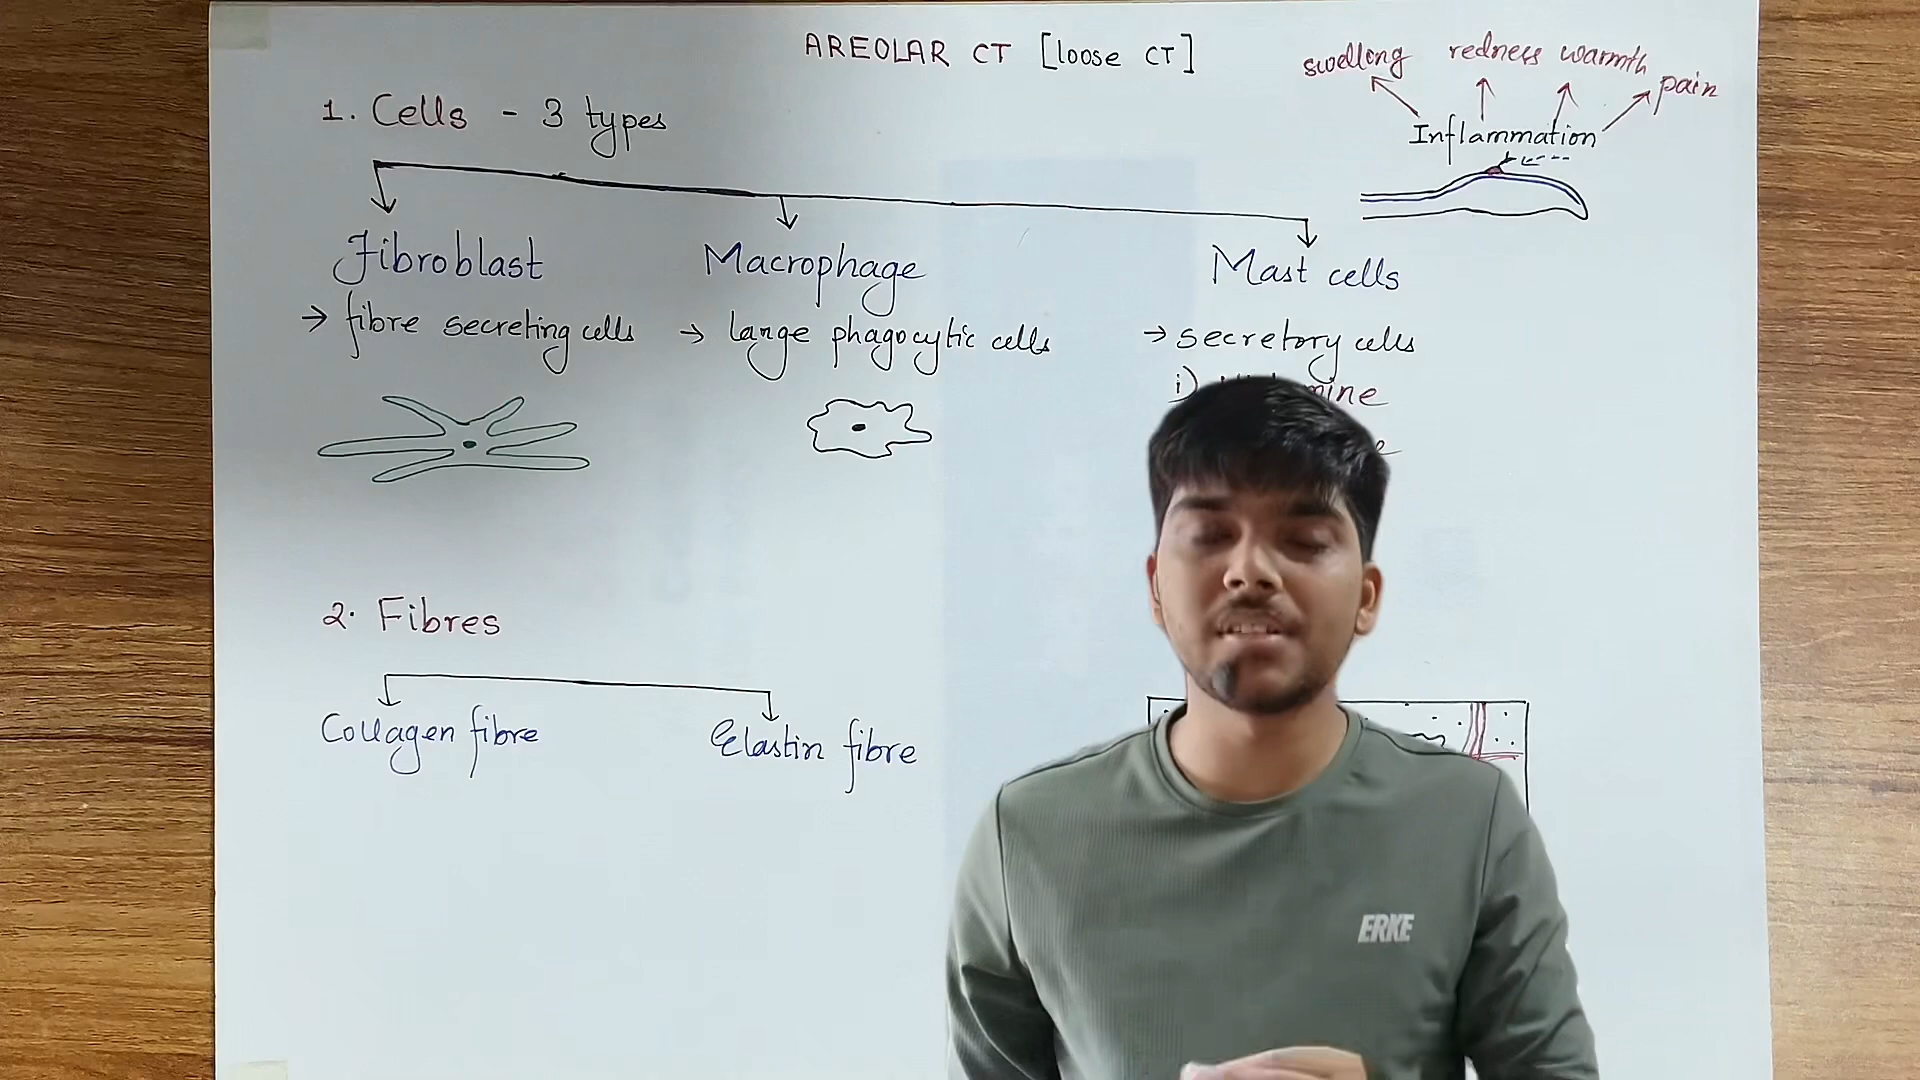 AREOLAR CT [loose CT]
swelling redness warmth pain
Inflammation
1. Cells - 3 types
Fibroblast
→ fibre secreting cells
Macrophage
→ large phagocytic cells
Mast cells
→ secretory cells
i)
2. Fibres
Collagen fibre
Elastin fibre
ERKE